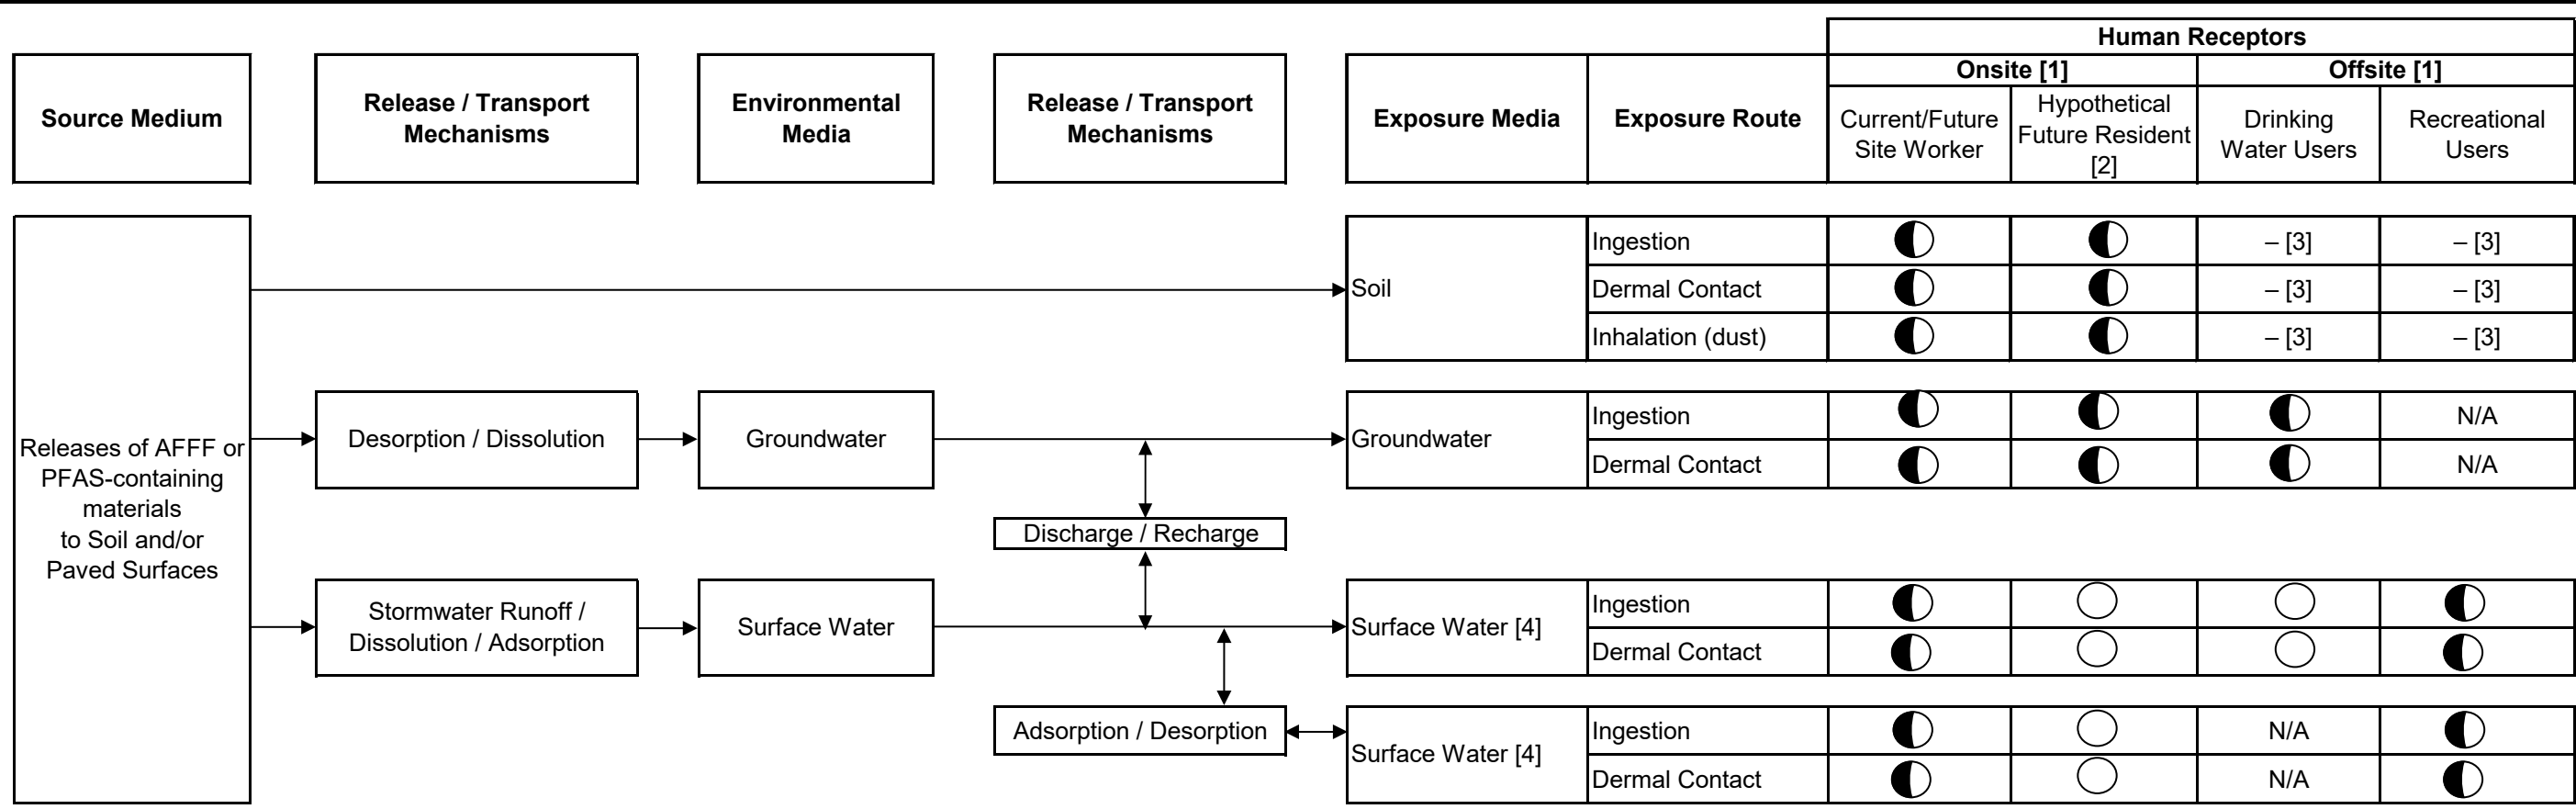 Human Receptors
Onsite [1]
Offsite [1]
Source Medium
Release / Transport
Mechanisms
Environmental
Media
Release / Transport
Mechanisms
Exposure Media
Exposure Route
Current/Future
Site Worker
Hypothetical
Future Resident
[2]
Drinking
Water Users
Recreational
Users
Releases of AFFF or
PFAS-containing
materials
to Soil and/or
Paved Surfaces
Soil
Ingestion
– [3]
– [3]
Dermal Contact
– [3]
– [3]
Inhalation (dust)
– [3]
– [3]
Desorption / Dissolution
Groundwater
Groundwater
Ingestion
N/A
Dermal Contact
N/A
Discharge / Recharge
Stormwater Runoff /
Dissolution / Adsorption
Surface Water
Surface Water [4]
Ingestion
Dermal Contact
Adsorption / Desorption
Surface Water [4]
Ingestion
N/A
Dermal Contact
N/A